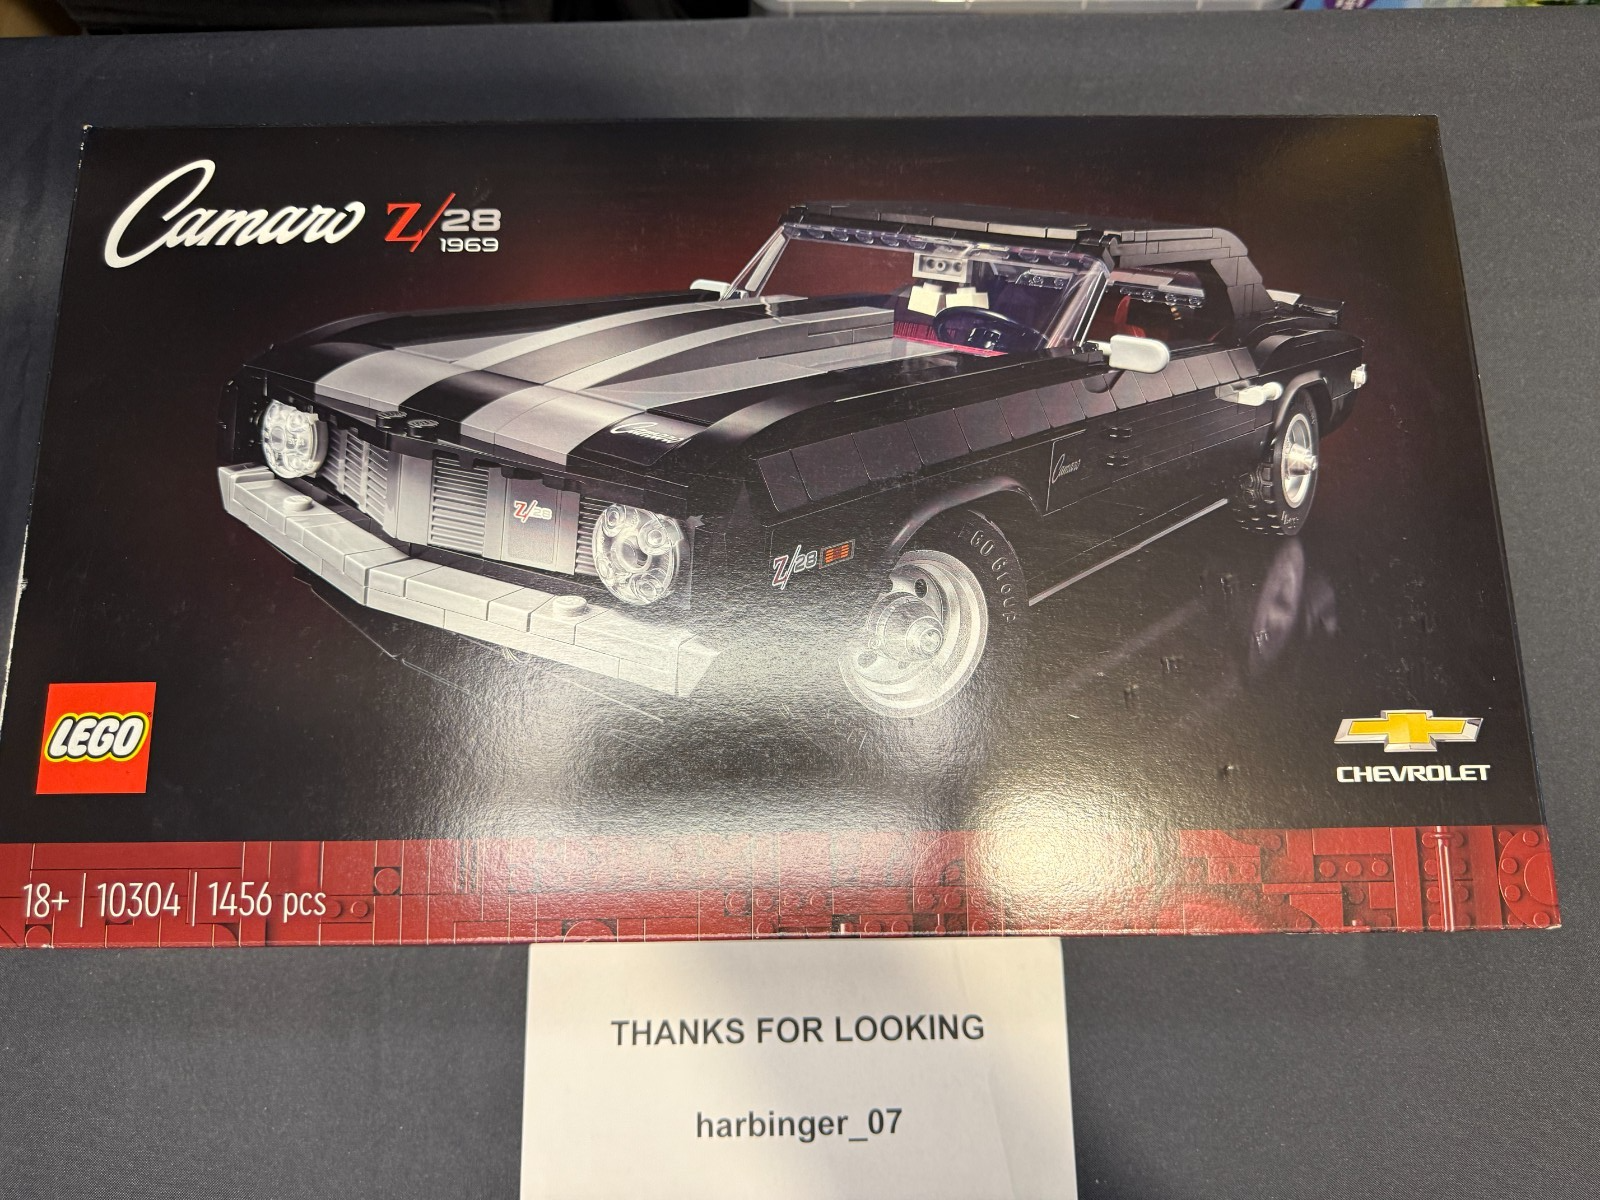 Camaro Z/28
1969
Camaro
Z/28
Camaro
Z/28
LEGO
CHEVROLET
18+ | 10304 | 1456 pcs
THANKS FOR LOOKING
harbinger_07